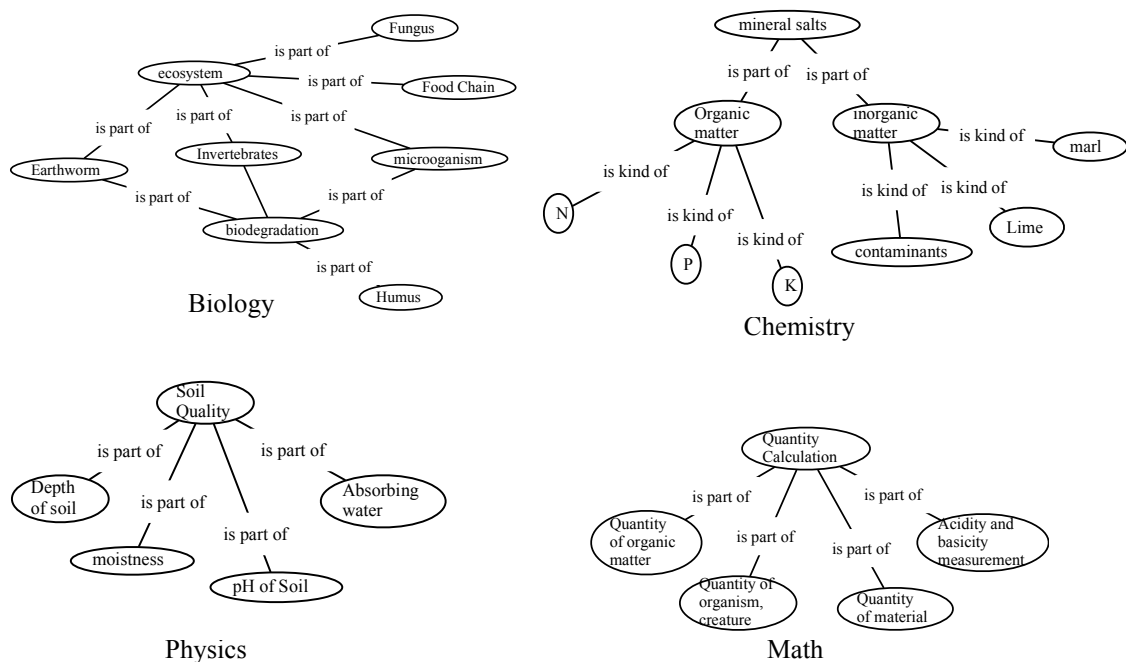 Fungus
is part of
ecosystem
is part of
Food Chain
is part of
is part of
is part of
Earthworm
Invertebrates
microoganism
is part of
is part of
biodegradation
is part of
Humus
Biology
mineral salts
is part of
is part of
Organic
matter
inorganic
matter
is kind of
marl
is kind of
is kind of
is kind of
N
is kind of
is kind of
P
K
contaminants
Lime
Chemistry
Soil
Quality
is part of
is part of
Depth
of soil
is part of
Absorbing
water
is part of
moistness
pH of Soil
Physics
Quantity
Calculation
is part of
is part of
Quantity
of organic
matter
is part of
is part of
Acidity and
basicity
measurement
Quantity of
organism,
creature
Quantity
of material
Math